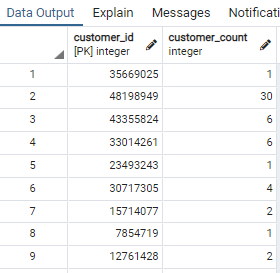 Data Output Explain Messages Notificati
customer_id customer_count
[PK] integer integer
1 35669025 1
2 48198949 30
3 43355824 6
4 33014261 6
5 23493243 1
6 30717305 4
7 15714077 2
8 7854719 1
9 12761428 2